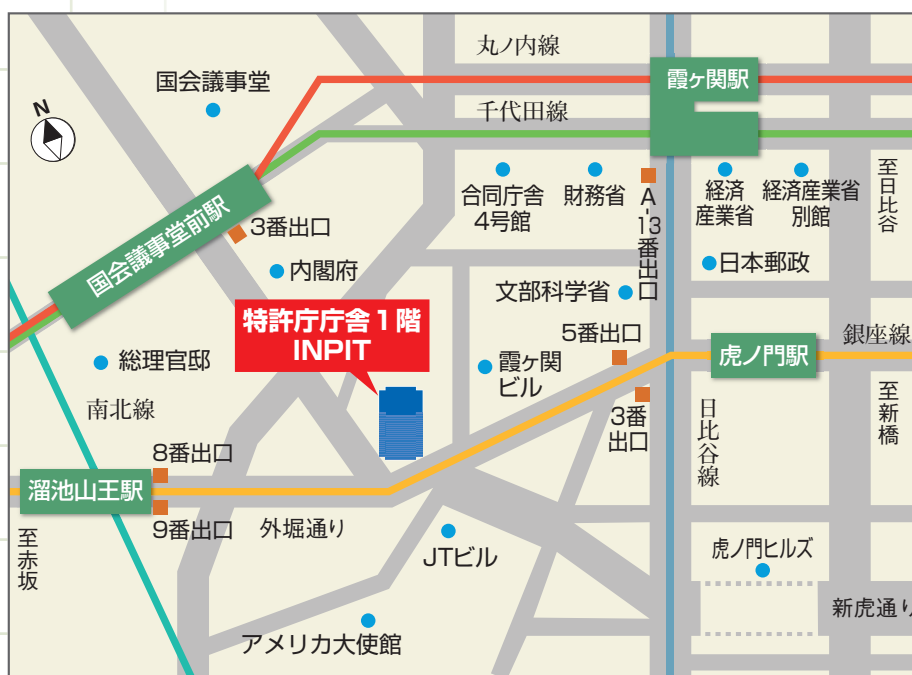 丸ノ内線
国会議事堂
霞ヶ関駅
N
千代田線
合同庁舎
4号館
財務省
A-13番出口
経済
産業省
経済産業省
別館
至日比谷
国会議事堂前駅
3番出口
内閣府
日本郵政
文部科学省
特許庁庁舎1階
INPIT
5番出口
銀座線
虎ノ門駅
総理官邸
霞ヶ関
ビル
南北線
3番
出口
日比谷線
至新橋
8番出口
溜池山王駅
9番出口
外堀通り
至赤坂
JTビル
虎ノ門ヒルズ
新虎通り
アメリカ大使館